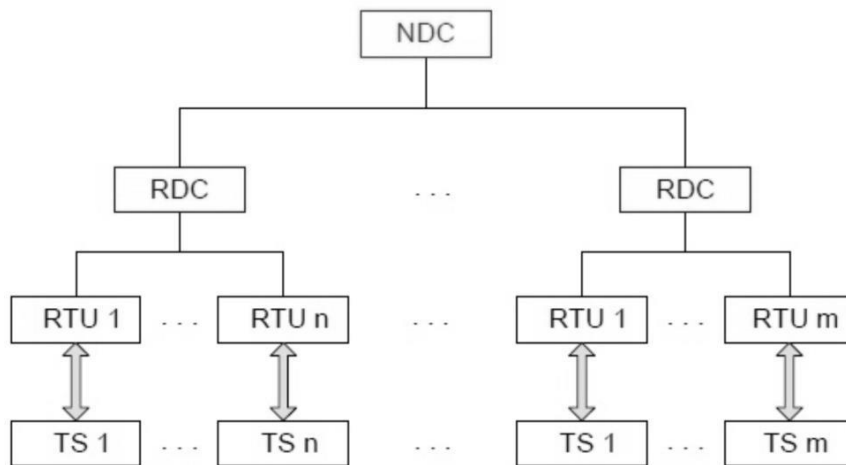 NDC
RDC . . . RDC
RTU 1 . . . RTU n . . . RTU 1 . . . RTU m
TS 1 . . . TS n . . . TS 1 . . . TS m